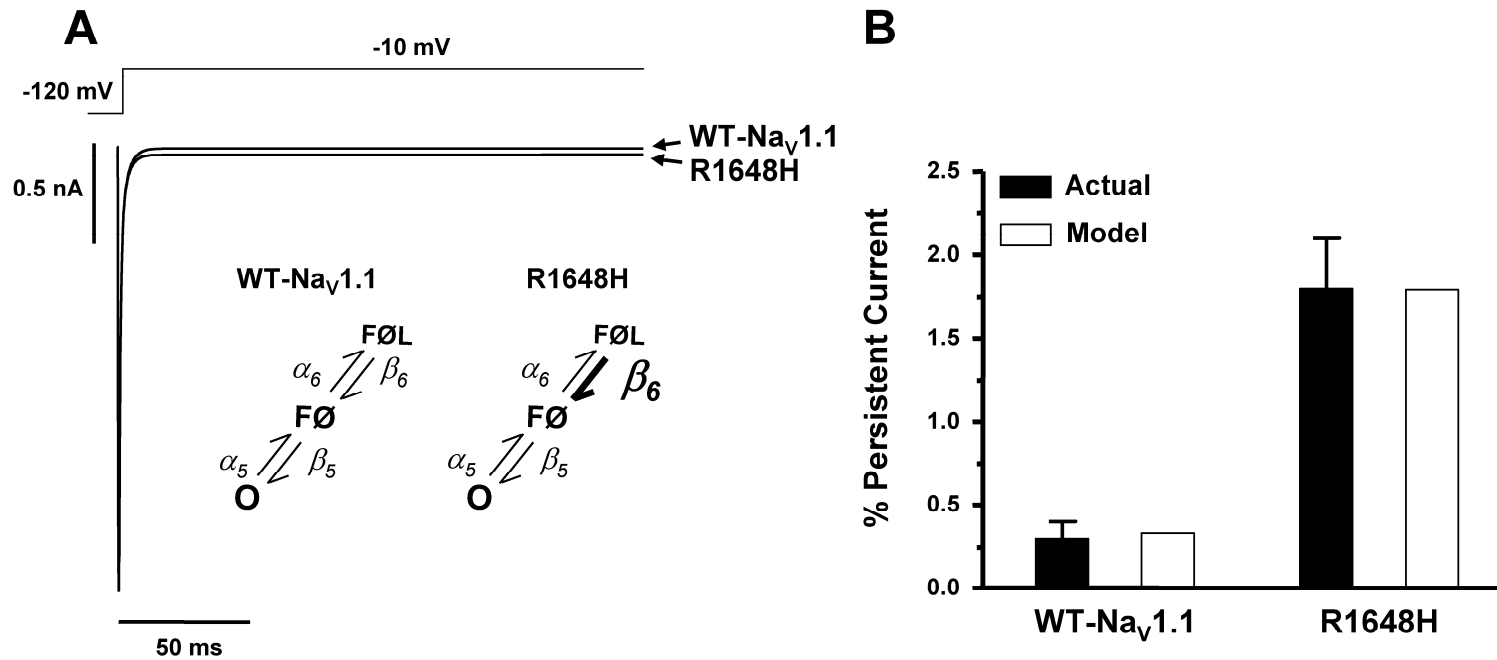 A
-10 mV
-120 mV
WT-NaV1.1
R1648H
0.5 nA
WT-NaV1.1
FØL
α6
β6
FØ
α5
β5
O
R1648H
FØL
α6
β6
FØ
α5
β5
O
50 ms
B
% Persistent Current
2.5
2.0
1.5
1.0
0.5
0.0
Actual
Model
WT-NaV1.1
R1648H